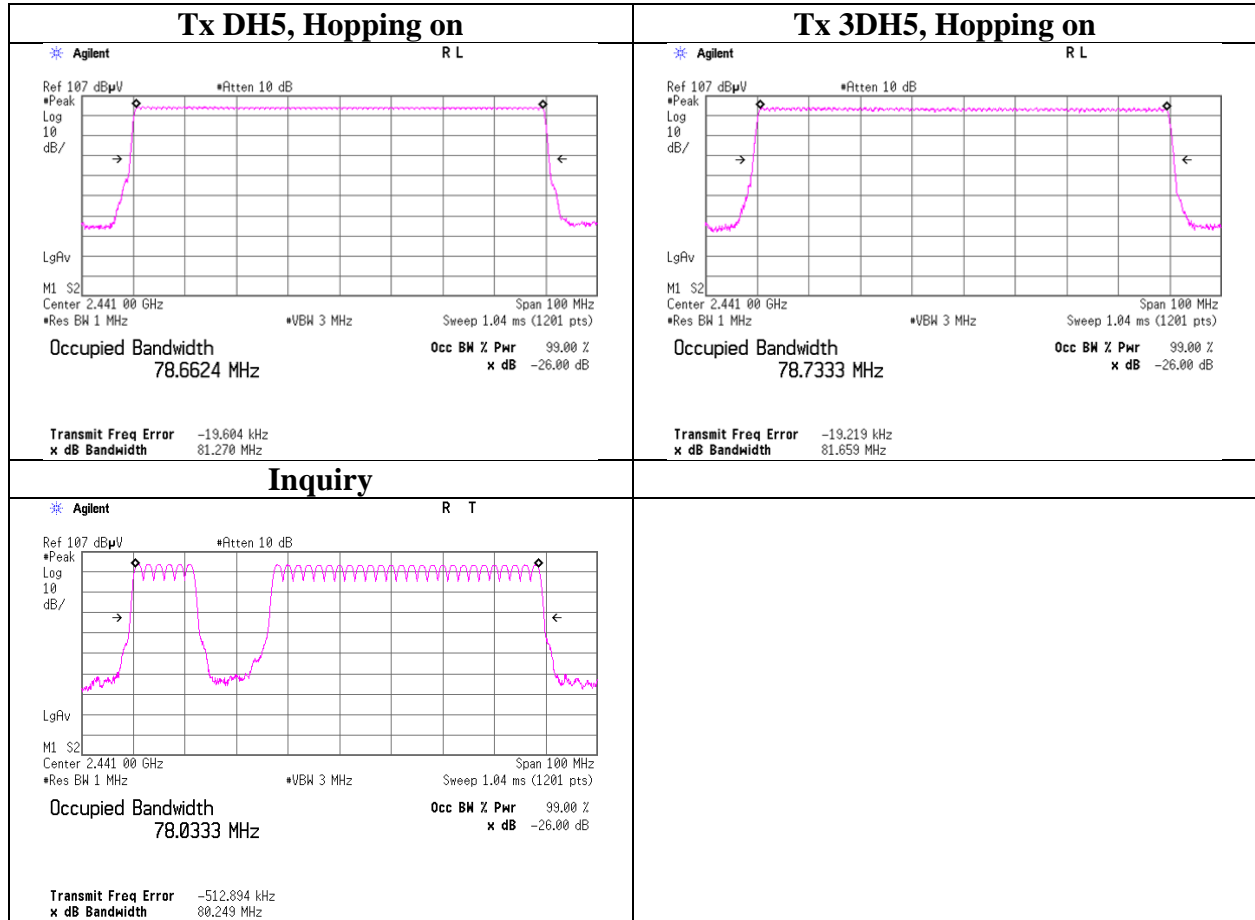 Tx DH5, Hopping on
Agilent
R L
Ref 107 dBµV
#Atten 10 dB
#Peak
Log
10
dB/
LgAv
M1 S2
Center 2.441 00 GHz
Span 100 MHz
#Res BW 1 MHz
#VBW 3 MHz
Sweep 1.04 ms (1201 pts)
Occupied Bandwidth
78.6624 MHz
Occ BW % Pwr 99.00 %
x dB -26.00 dB
Transmit Freq Error -19.604 kHz
x dB Bandwidth 81.270 MHz
Tx 3DH5, Hopping on
Agilent
R L
Ref 107 dBµV
#Atten 10 dB
#Peak
Log
10
dB/
LgAv
M1 S2
Center 2.441 00 GHz
Span 100 MHz
#Res BW 1 MHz
#VBW 3 MHz
Sweep 1.04 ms (1201 pts)
Occupied Bandwidth
78.7333 MHz
Occ BW % Pwr 99.00 %
x dB -26.00 dB
Transmit Freq Error -19.219 kHz
x dB Bandwidth 81.659 MHz
Inquiry
Agilent
R T
Ref 107 dBµV
#Atten 10 dB
#Peak
Log
10
dB/
LgAv
M1 S2
Center 2.441 00 GHz
Span 100 MHz
#Res BW 1 MHz
#VBW 3 MHz
Sweep 1.04 ms (1201 pts)
Occupied Bandwidth
78.0333 MHz
Occ BW % Pwr 99.00 %
x dB -26.00 dB
Transmit Freq Error -512.894 kHz
x dB Bandwidth 80.249 MHz